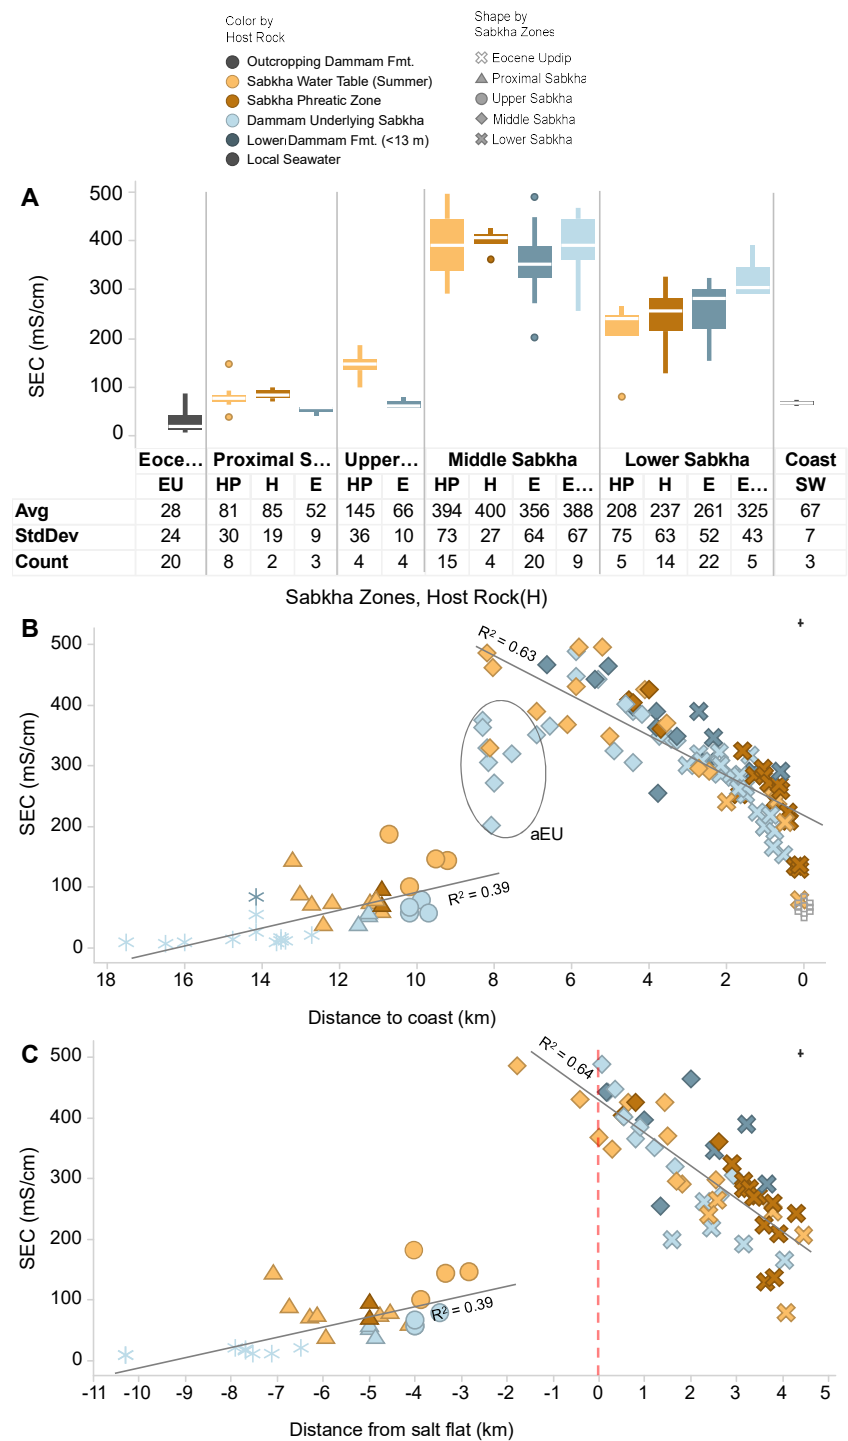 Color by
Host Rock
Outcropping Dammam Fmt.
Sabkha Water Table (Summer)
Sabkha Phreatic Zone
Dammam Underlying Sabkha
Lower Dammam Fmt. (<13 m)
Local Seawater
Shape by
Sabkha Zones
Eocene Updip
Proximal Sabkha
Upper Sabkha
Middle Sabkha
Lower Sabkha
A
SEC (mS/cm)
500
400
300
200
100
0
Eoce… Proximal S… Upper… Middle Sabkha Lower Sabkha Coast
EU HP H E HP E HP H E E… HP H E E… SW
Avg 28 81 85 52 145 66 394 400 356 388 208 237 261 325 67
StdDev 24 30 19 9 36 10 73 27 64 67 75 63 52 43 7
Count 20 8 2 3 4 4 15 4 20 9 5 14 22 5 3
Sabkha Zones, Host Rock(H)
B
SEC (mS/cm)
500
400
300
200
100
0
R² = 0.63
aEU
R² = 0.39
18 16 14 12 10 8 6 4 2 0
Distance to coast (km)
C
SEC (mS/cm)
500
400
300
200
100
0
R² = 0.64
R² = 0.39
-11 -10 -9 -8 -7 -6 -5 -4 -3 -2 -1 0 1 2 3 4 5
Distance from salt flat (km)